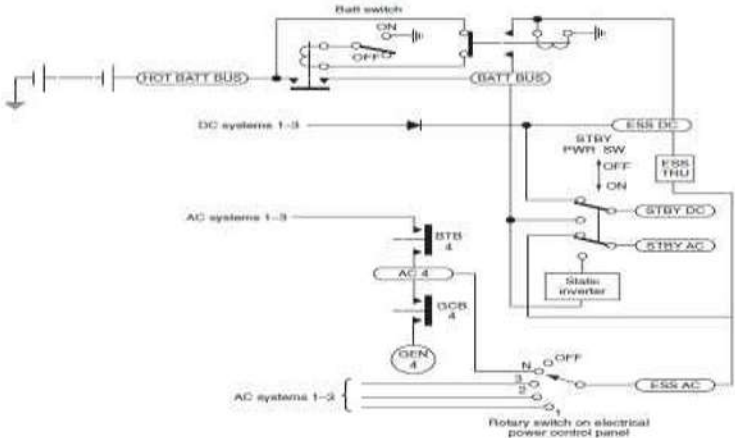 Batt switch
ON
OFF
HOT BATT BUS
BATT BUS
DC systems 1-3
ESS DC
STBY
PWR SW
OFF
ON
ESS
TRU
STBY DC
AC systems 1-3
BTB
4
STBY AC
AC 4
Static
inverter
GCB
4
GEN
4
OFF
N
3
2
1
ESS AC
AC systems 1-3
Rotary switch on electrical
power control panel